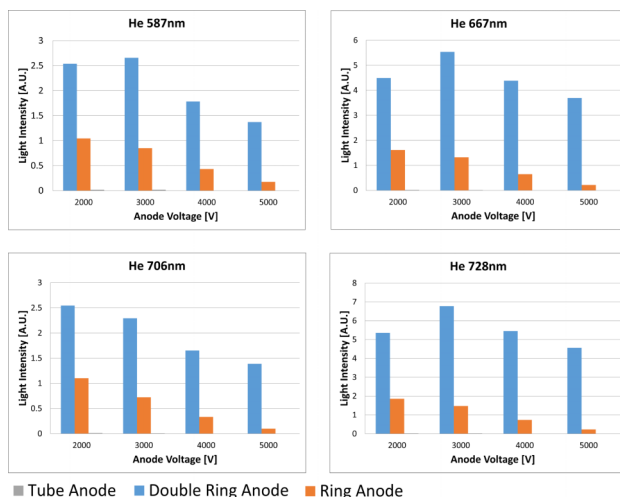 He 587nm
3
2.5
2
1.5
1
0.5
0
Light Intensity [A.U.]
2000 3000 4000 5000
Anode Voltage [V]
He 667nm
6
5
4
3
2
1
0
Light Intensity [A.U.]
2000 3000 4000 5000
Anode Voltage [V]
He 706nm
3
2.5
2
1.5
1
0.5
0
Light Intensity [A.U.]
2000 3000 4000 5000
Anode Voltage [V]
He 728nm
8
7
6
5
4
3
2
1
0
Light Intensity [A.U.]
2000 3000 4000 5000
Anode Voltage [V]
Tube Anode Double Ring Anode Ring Anode